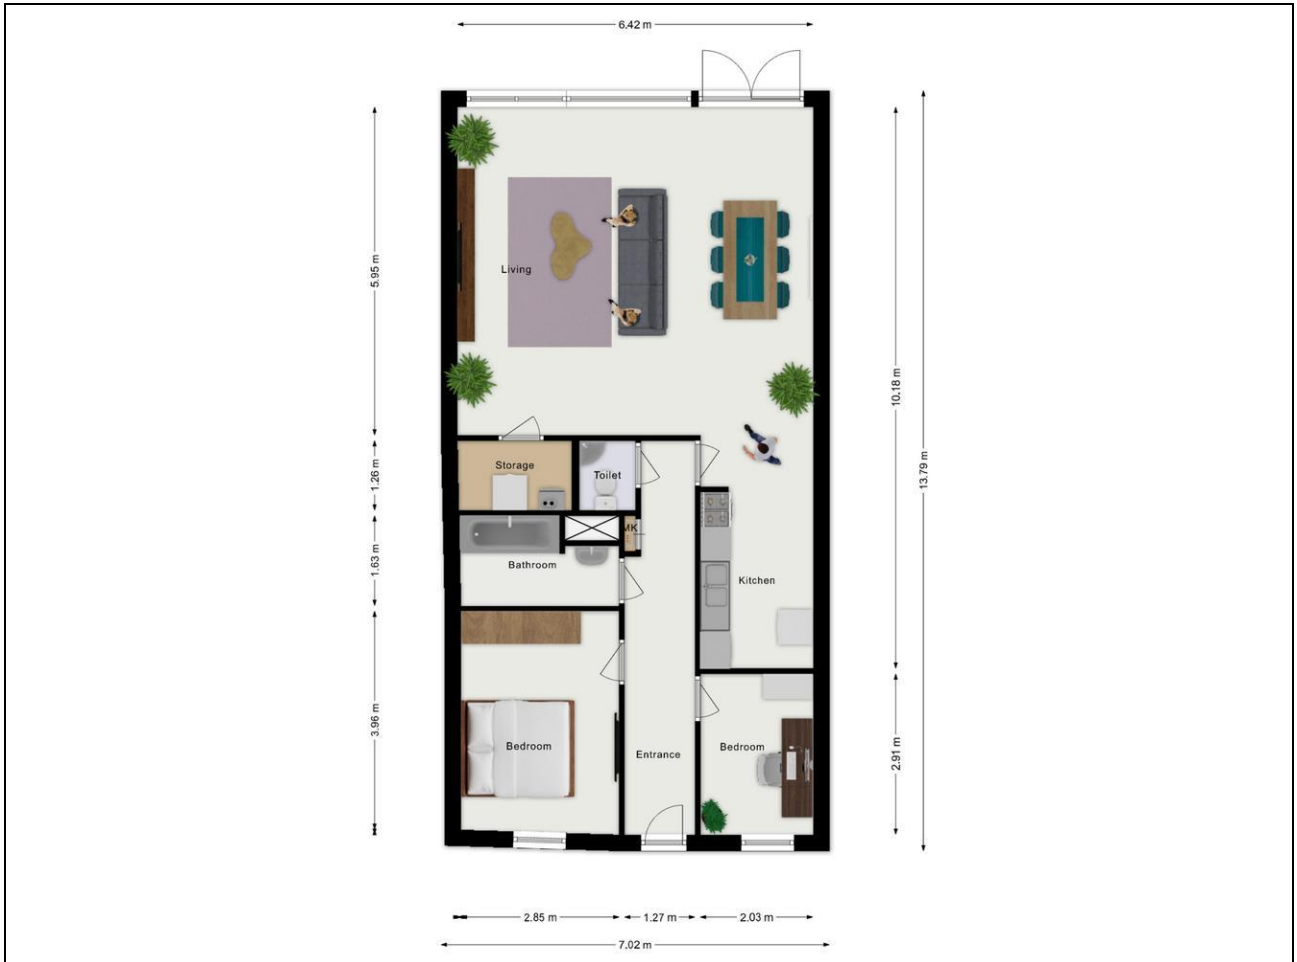 6.42 m
5.95 m
Living
10.18 m
13.79 m
1.26 m
Storage
Toilet
MK
1.63 m
Bathroom
Kitchen
3.96 m
Bedroom
Entrance
Bedroom
2.91 m
2.85 m
1.27 m
2.03 m
7.02 m